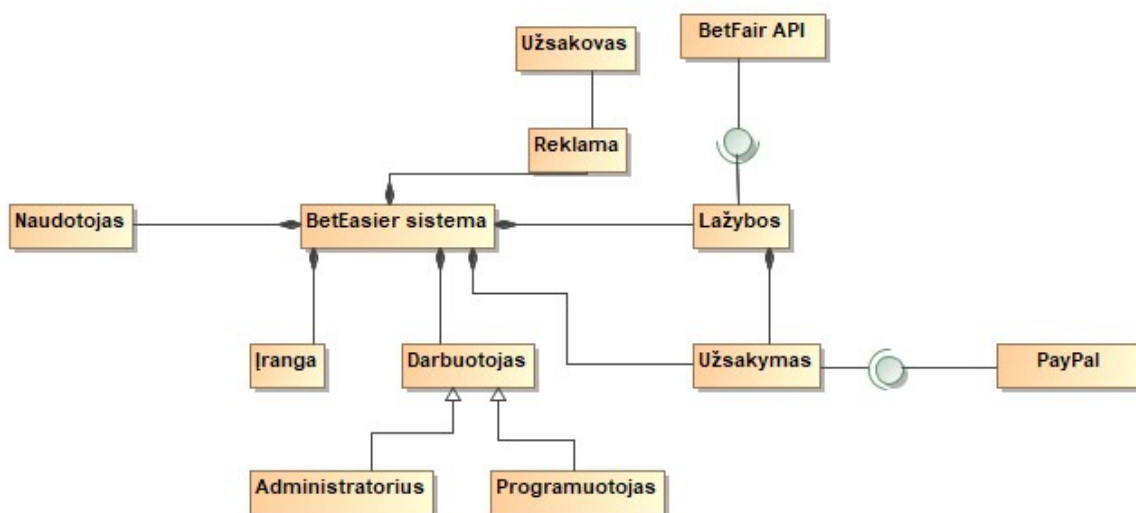 Užsakovas
BetFair API
Reklama
Naudotojas
BetEasier sistema
Lažybos
Įranga
Darbuotojas
Užsakymas
PayPal
Administratorius
Programuotojas